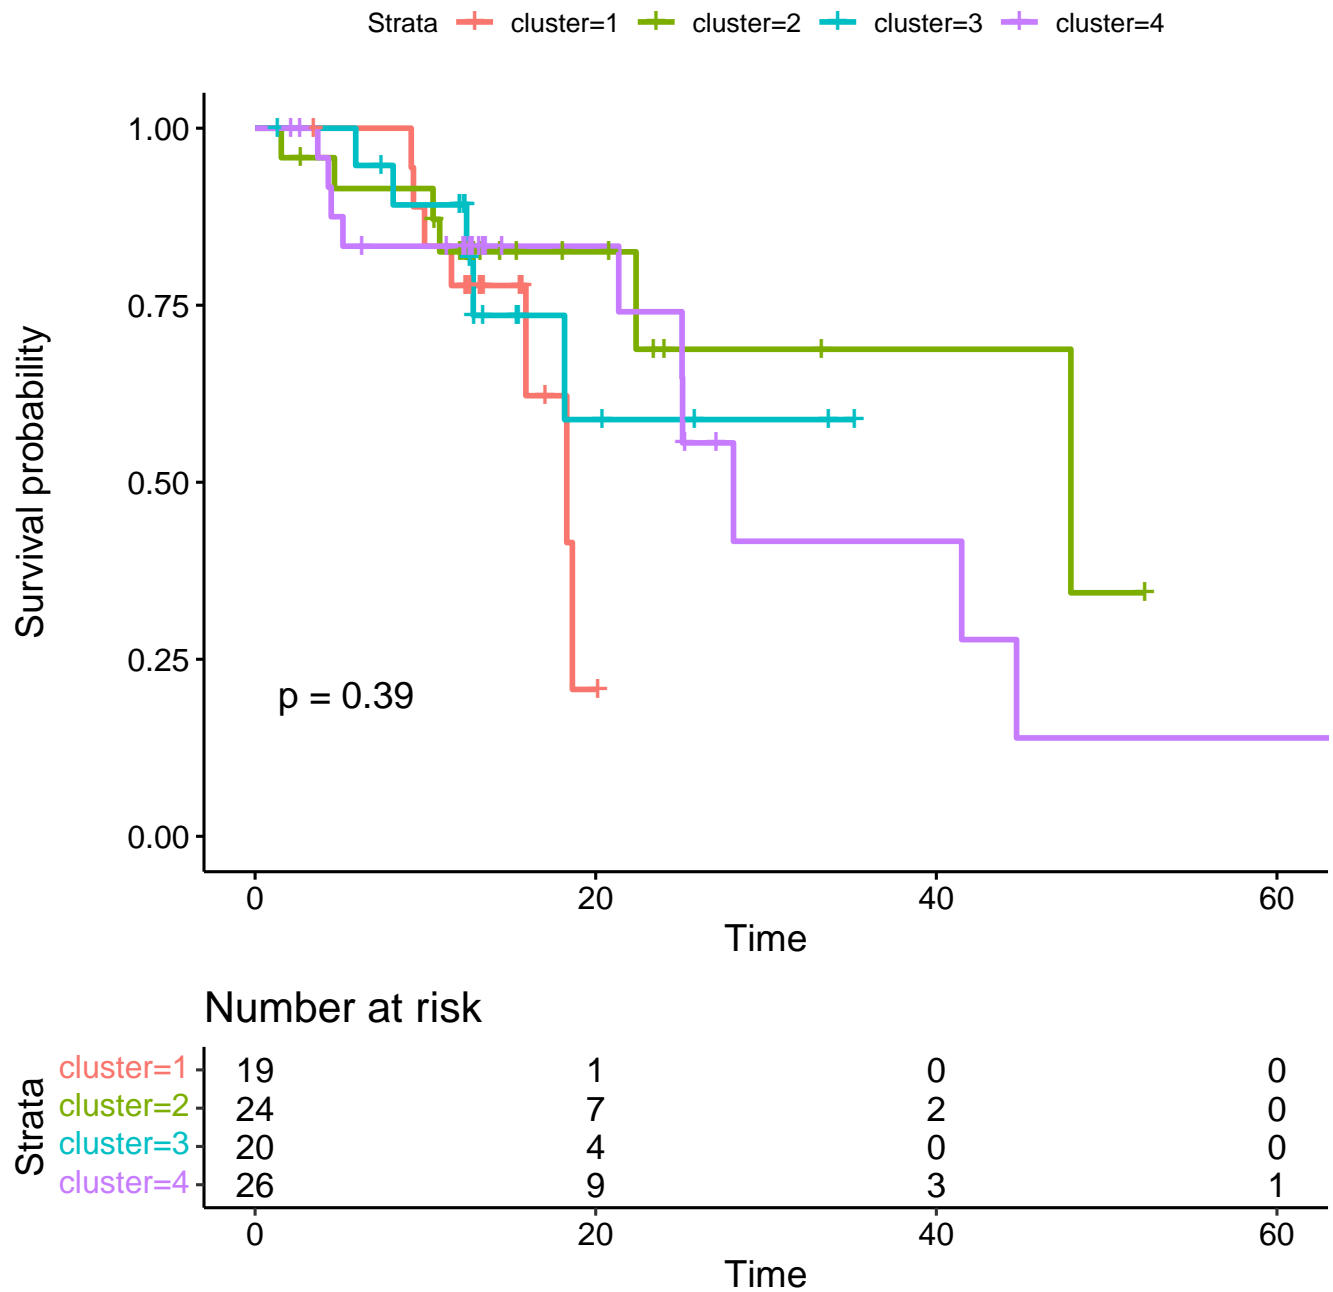 Strata cluster=1 cluster=2 cluster=3 cluster=4
Survival probability
1.00
0.75
0.50
0.25
0.00
p = 0.39
0 20 40 60
Time
Number at risk
Strata
cluster=1 19 1 0 0
cluster=2 24 7 2 0
cluster=3 20 4 0 0
cluster=4 26 9 3 1
0 20 40 60
Time